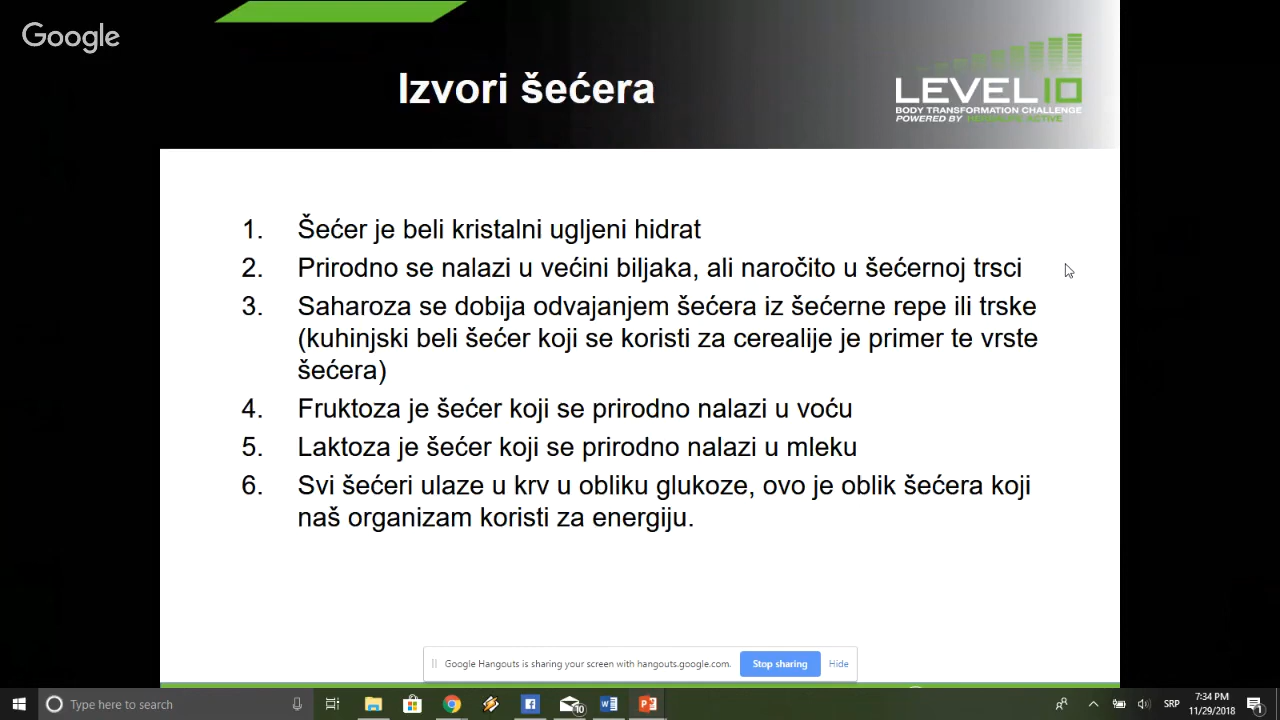 Google
Izvori šećera
LEVEL10
BODY TRANSFORMATION CHALLENGE
POWERED BY HERBALIFE ACTIVE
1. Šećer je beli kristalni ugljeni hidrat
2. Prirodno se nalazi u većini biljaka, ali naročito u šećernoj trsci
3. Saharoza se dobija odvajanjem šećera iz šećerne repe ili trske
(kuhinjski beli šećer koji se koristi za cerealije je primer te vrste
šećera)
4. Fruktoza je šećer koji se prirodno nalazi u voću
5. Laktoza je šećer koji se prirodno nalazi u mleku
6. Svi šećeri ulaze u krv u obliku glukoze, ovo je oblik šećera koji
naš organizam koristi za energiju.
Google Hangouts is sharing your screen with hangouts.google.com. Stop sharing Hide
Type here to search
10
SRP
7:34 PM
11/29/2018
1